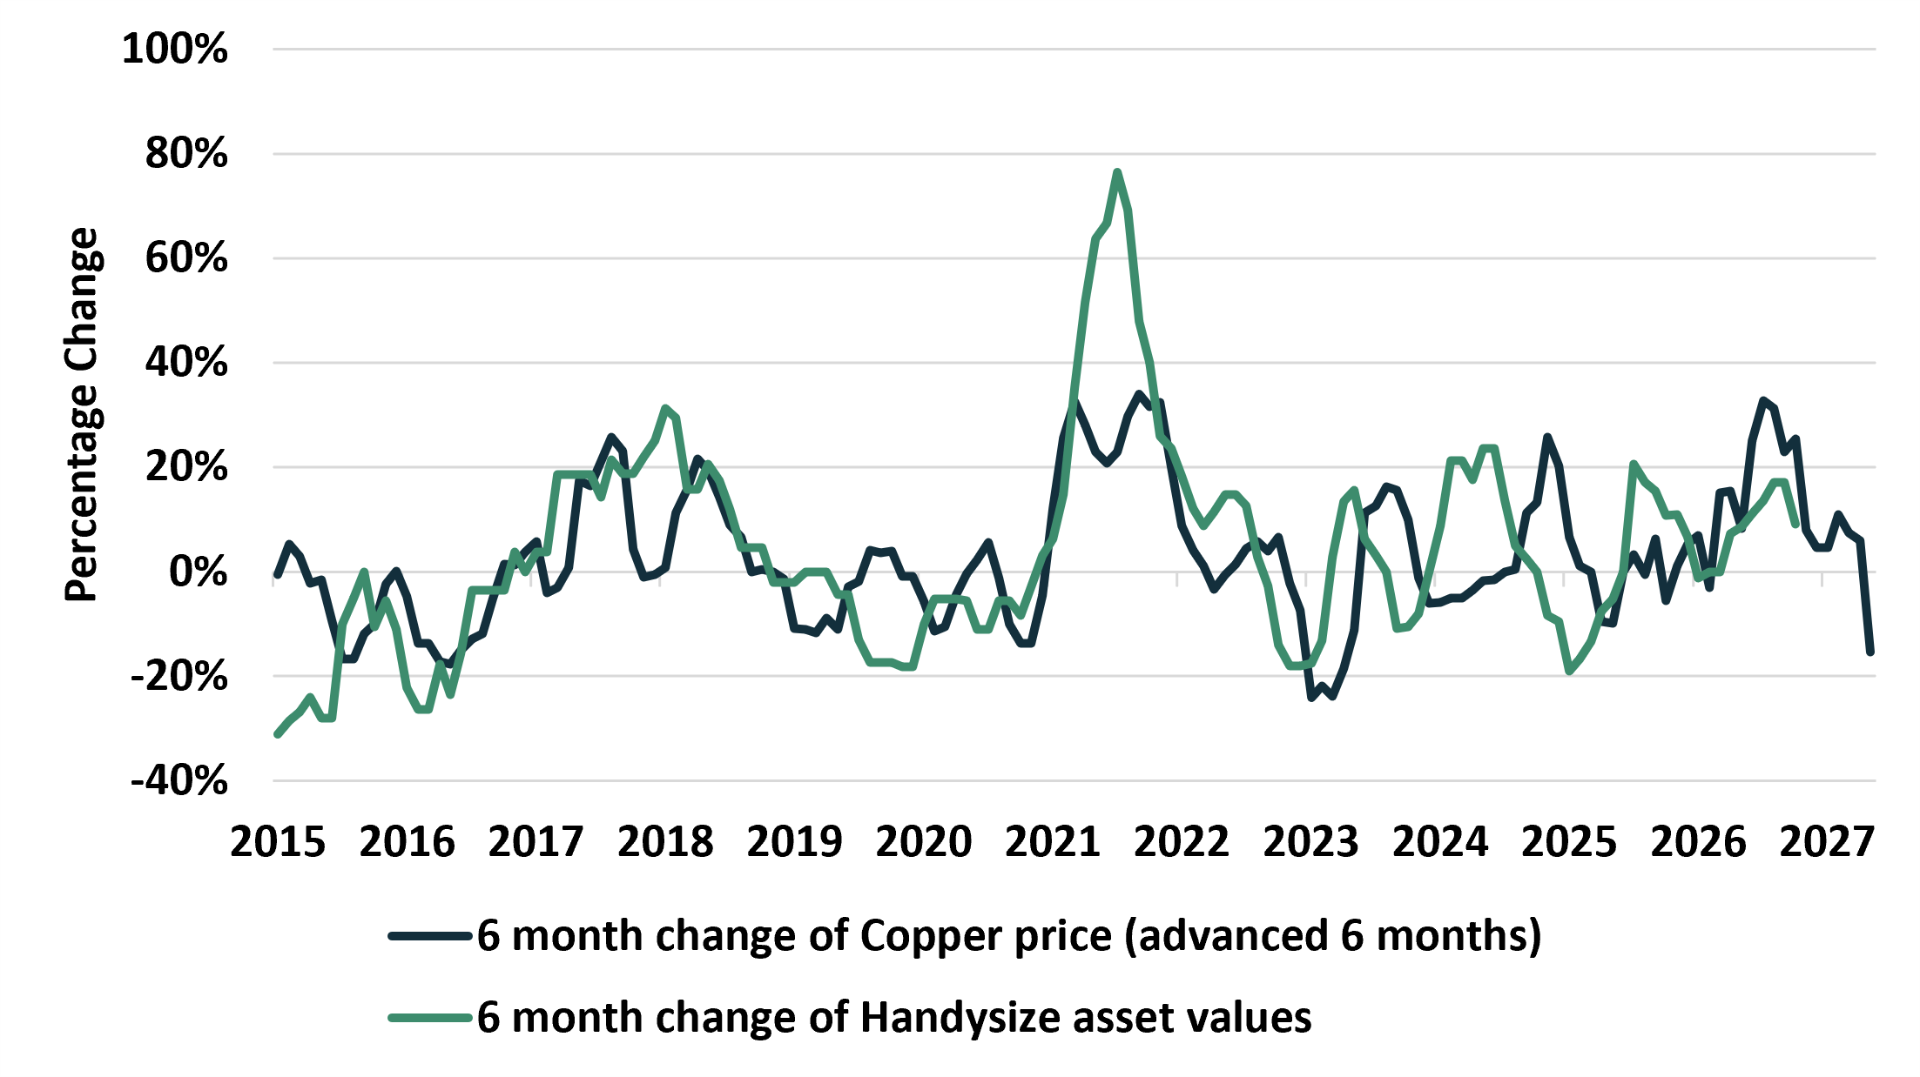 100%
80%
60%
40%
20%
0%
-20%
-40%
Percentage Change
2015 2016 2017 2018 2019 2020 2021 2022 2023 2024 2025 2026 2027
6 month change of Copper price (advanced 6 months)
6 month change of Handysize asset values